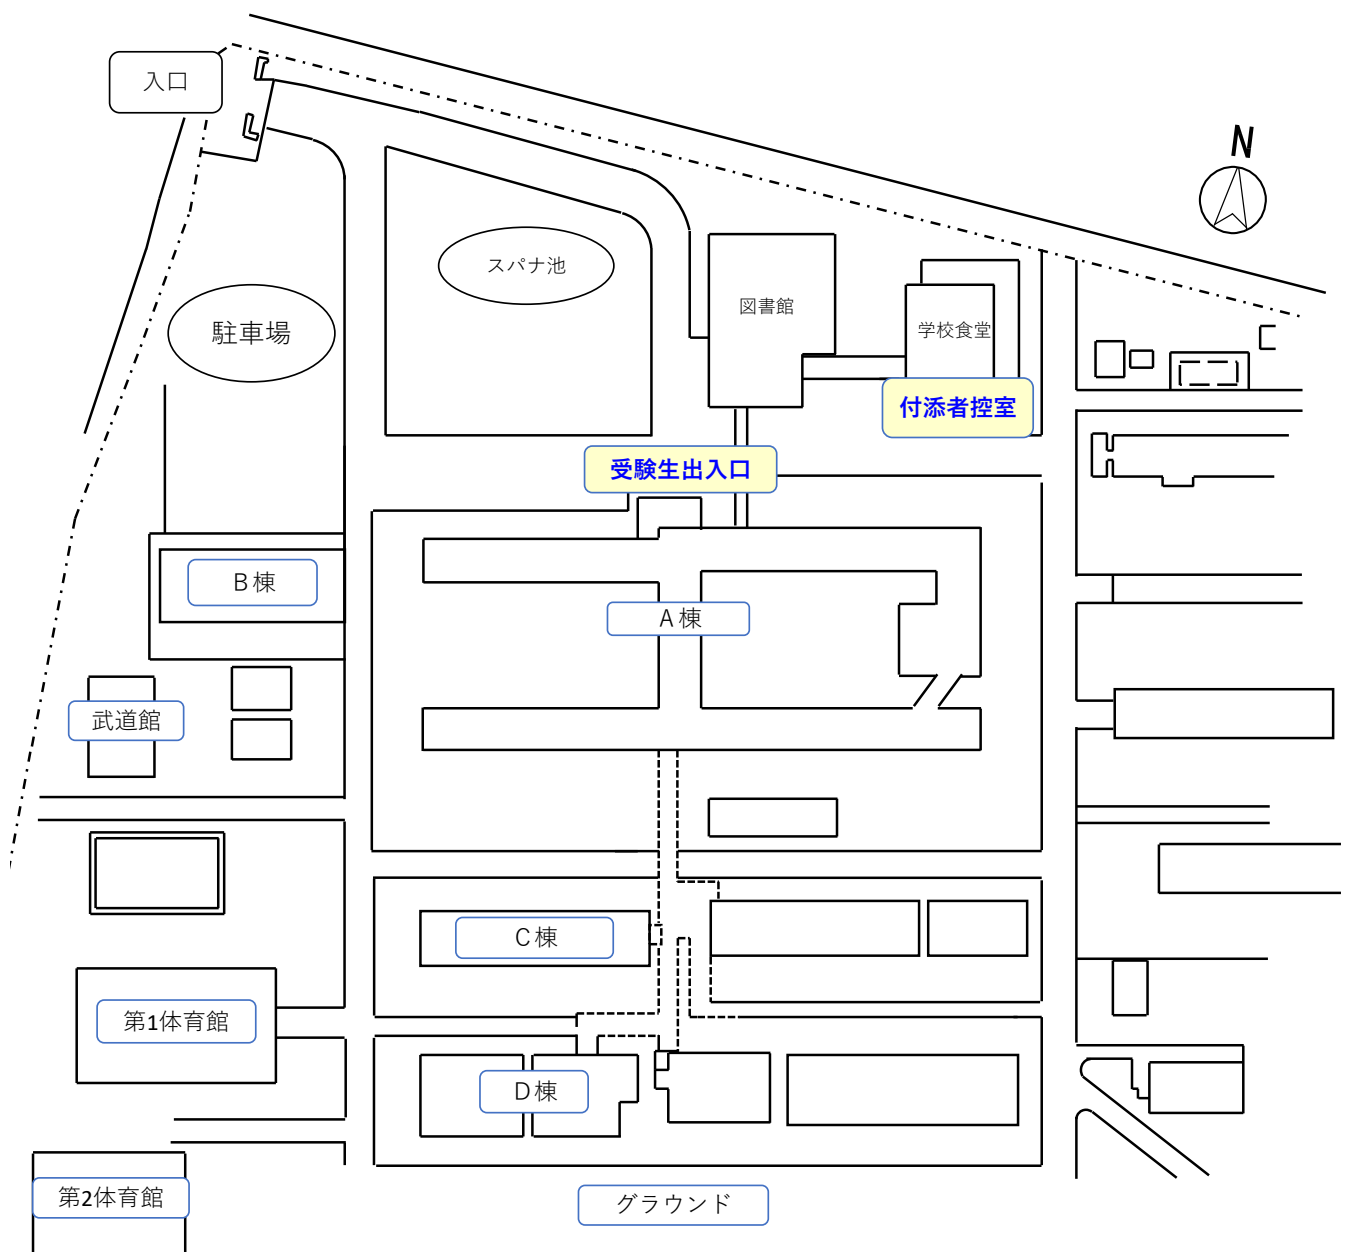 入口
N
スパナ池
図書館
駐車場
学校食堂
付添者控室
受験生出入口
B棟
A棟
武道館
C棟
第1体育館
D棟
第2体育館
グラウンド